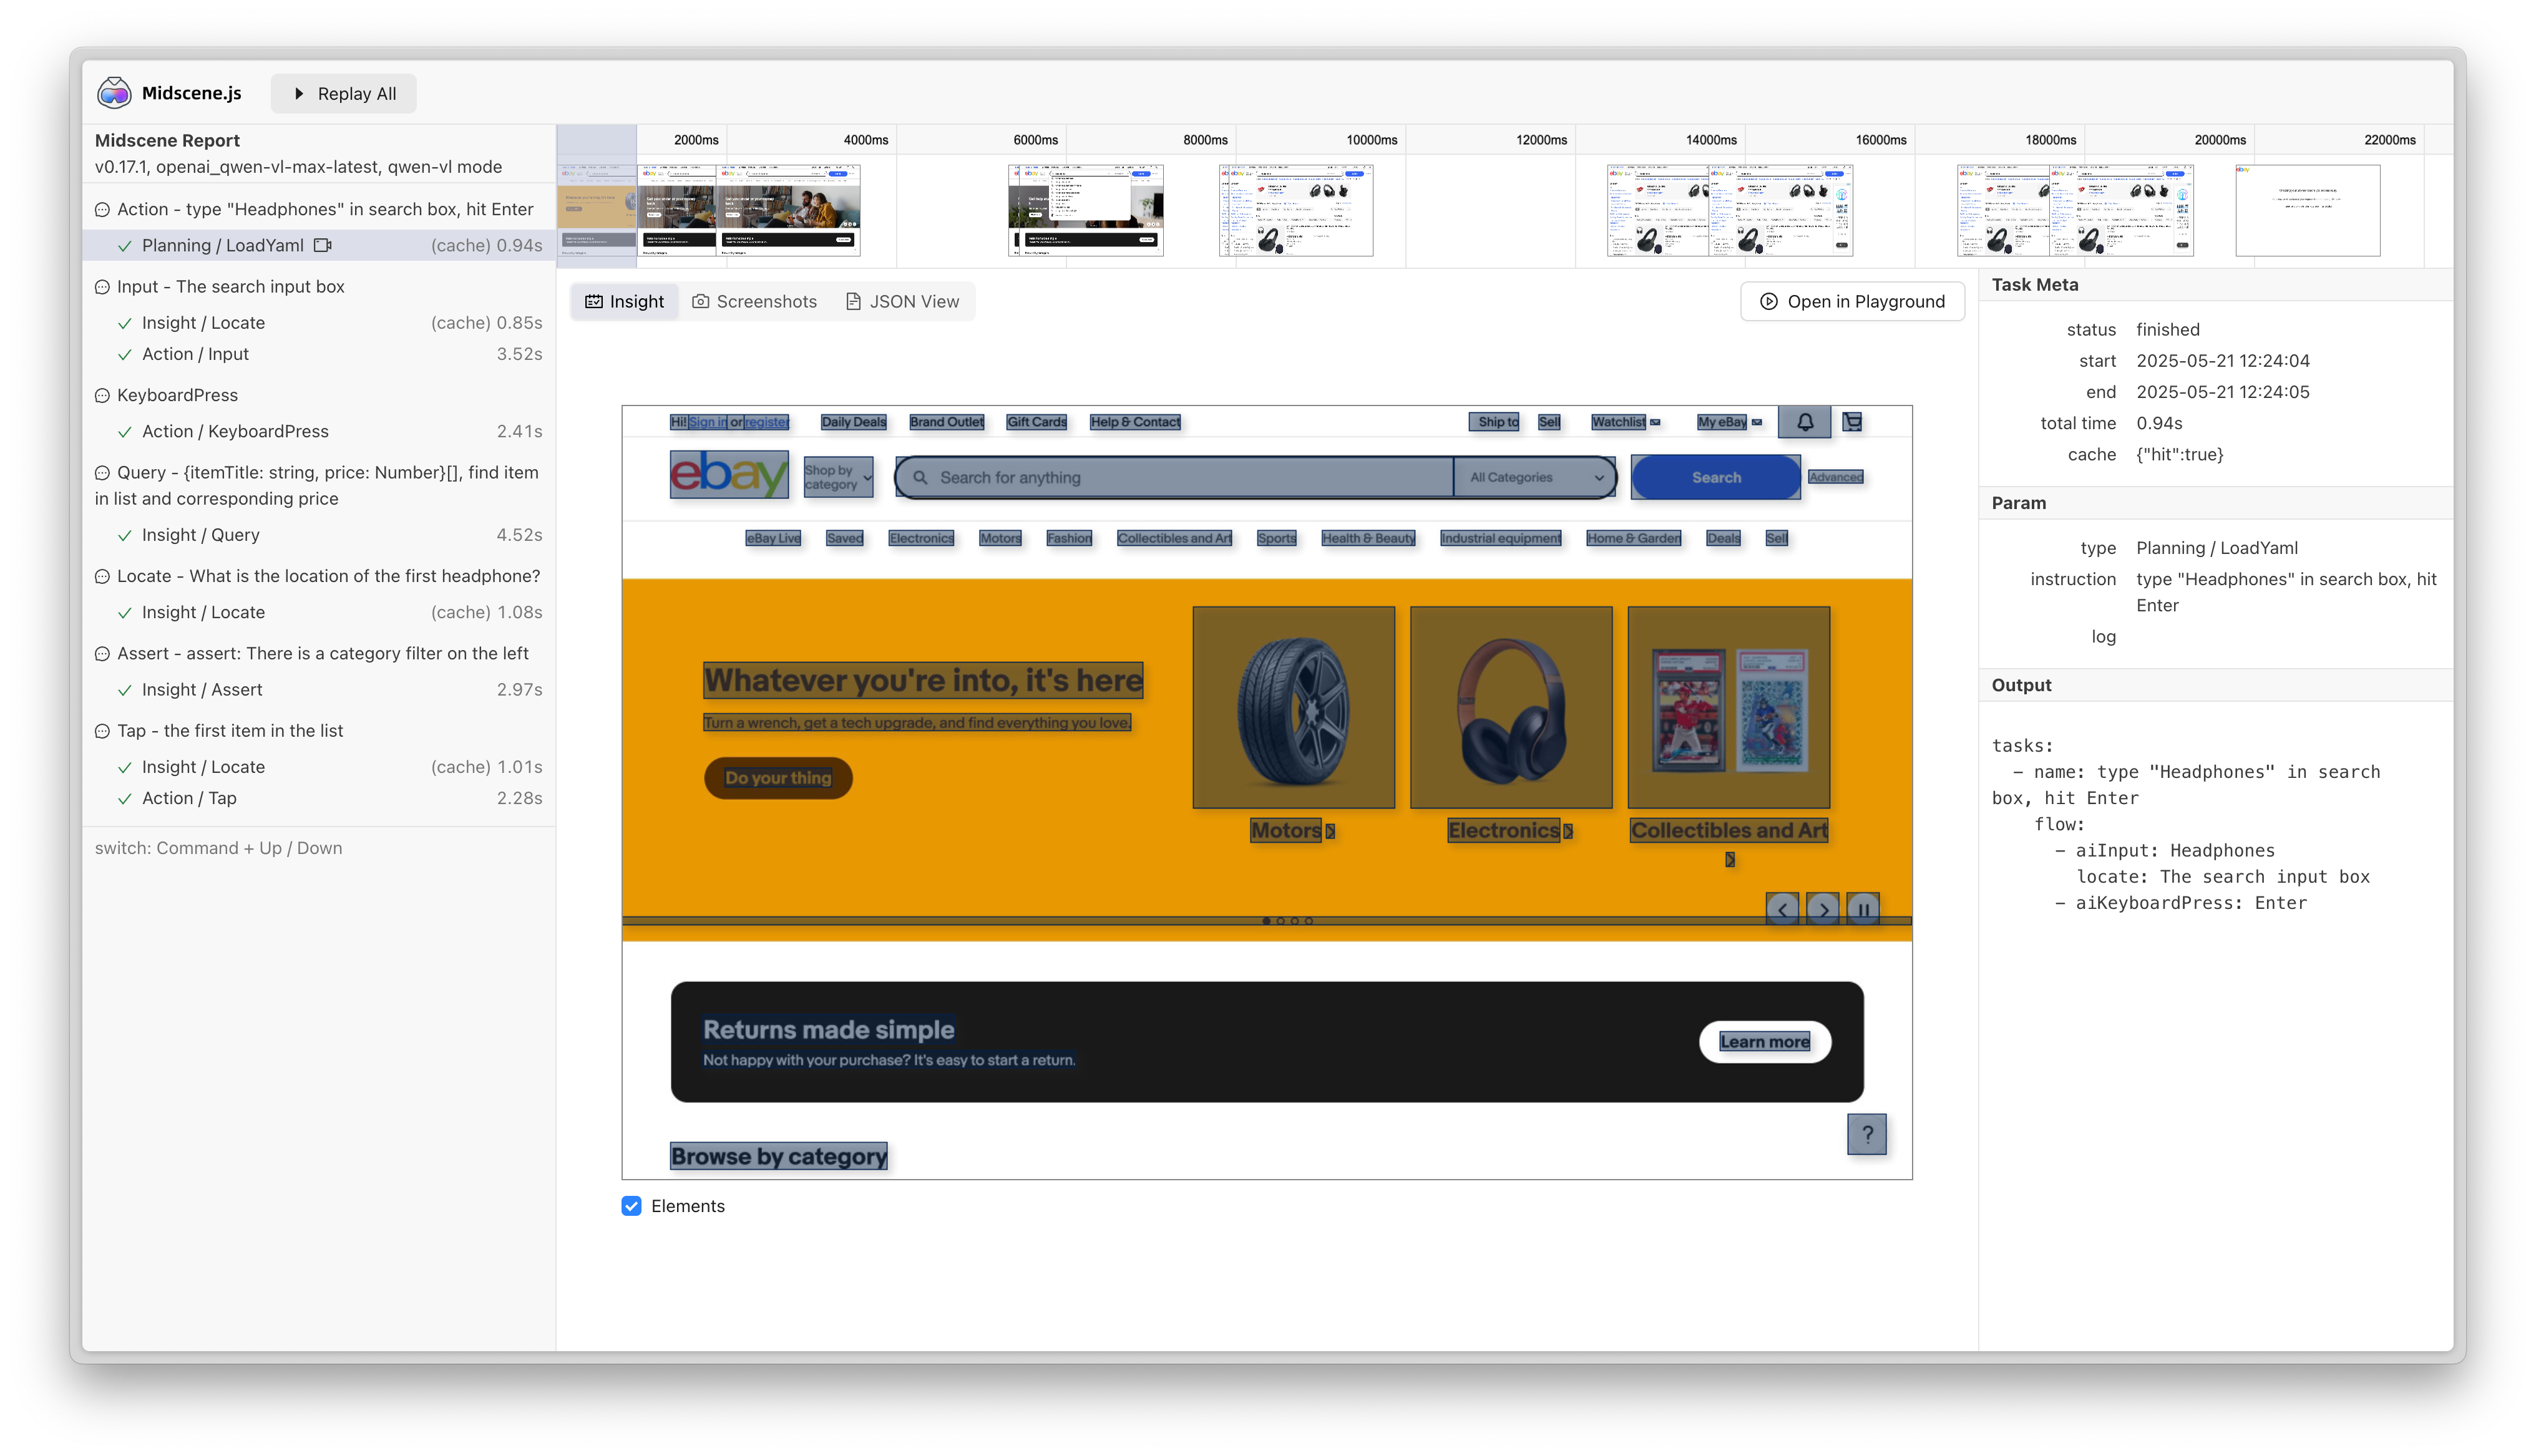 Midscene.js
Replay All
Midscene Report
v0.17.1, openai_qwen-vl-max-latest, qwen-vl mode
Action - type "Headphones" in search box, hit Enter
Planning / LoadYaml (cache) 0.94s
Input - The search input box
Insight / Locate (cache) 0.85s
Action / Input 3.52s
KeyboardPress
Action / KeyboardPress 2.41s
Query - {itemTitle: string, price: Number}[], find item
in list and corresponding price
Insight / Query 4.52s
Locate - What is the location of the first headphone?
Insight / Locate (cache) 1.08s
Assert - assert: There is a category filter on the left
Insight / Assert 2.97s
Tap - the first item in the list
Insight / Locate (cache) 1.01s
Action / Tap 2.28s
switch: Command + Up / Down
2000ms 4000ms 6000ms 8000ms 10000ms 12000ms 14000ms 16000ms 18000ms 20000ms 22000ms
Insight Screenshots JSON View
Open in Playground
Hi! Sign in or register Daily Deals Brand Outlet Gift Cards Help & Contact Ship to Sell Watchlist My eBay
ebay
Shop by
category
Search for anything
All Categories
Search
Advanced
eBay Live Saved Electronics Motors Fashion Collectibles and Art Sports Health & Beauty Industrial equipment Home & Garden Deals Sell
Whatever you're into, it's here
Turn a wrench, get a tech upgrade, and find everything you love.
Do your thing
Motors
Electronics
Collectibles and Art
Returns made simple
Not happy with your purchase? It's easy to start a return.
Learn more
?
Browse by category
Elements
Task Meta
status finished
start 2025-05-21 12:24:04
end 2025-05-21 12:24:05
total time 0.94s
cache {"hit":true}
Param
type Planning / LoadYaml
instruction type "Headphones" in search box, hit
Enter
log
Output
tasks:
- name: type "Headphones" in search
box, hit Enter
flow:
- aiInput: Headphones
locate: The search input box
- aiKeyboardPress: Enter